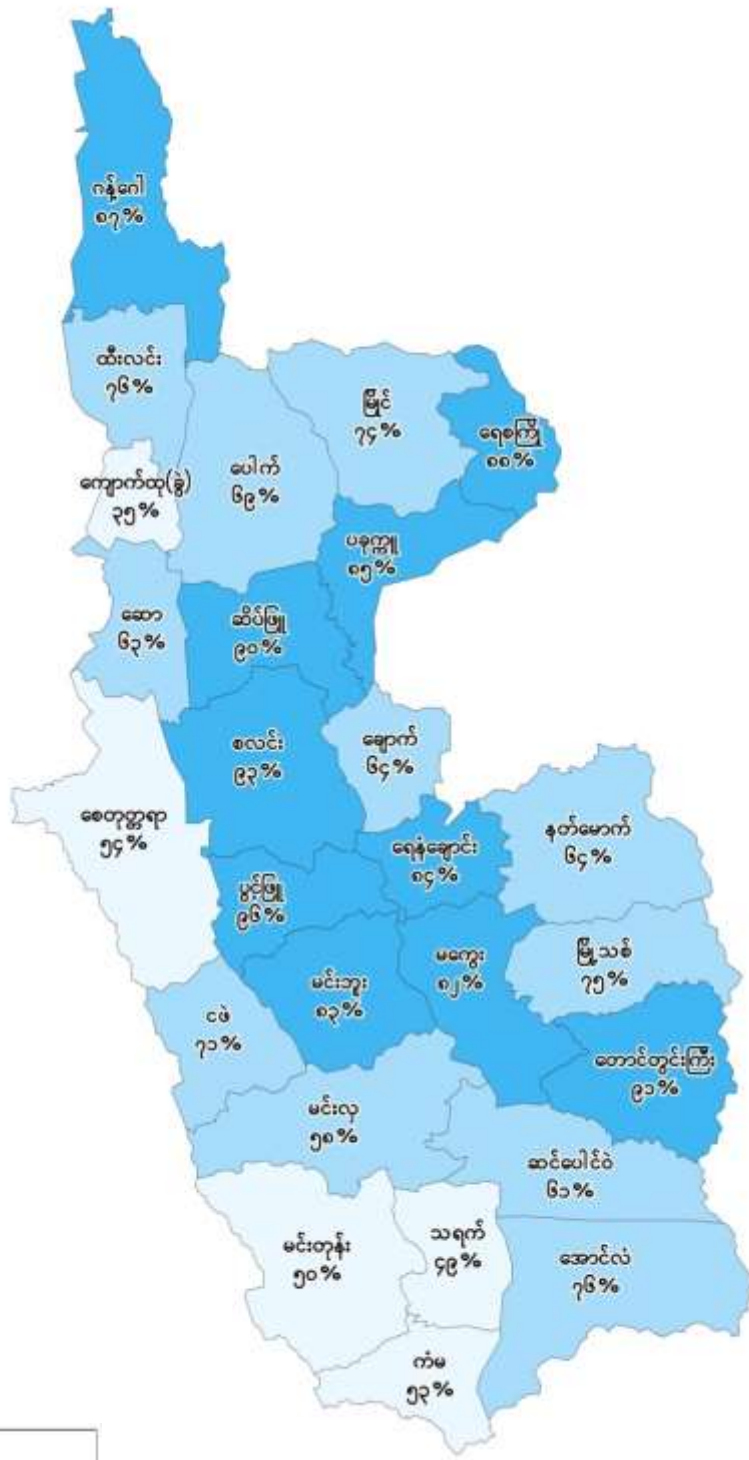 ဂန့်ဂေါ
၈၇%
ထီးလင်း
၇၆%
မြိုင်
၇၄%
ရေစကြို
၈၈%
ပေါက်
၆၉%
ကျောက်ထု(ခွဲ)
၃၅%
ပခုက္ကူ
၈၅%
ဆော
၆၃%
ဆိပ်ဖြူ
၉၀%
စလင်း
၉၃%
ချောက်
၆၄%
စေတုတ္တရာ
၅၄%
ရေနံချောင်း
၈၄%
နတ်မောက်
၆၄%
ပွင့်ဖြူ
၉၆%
မကွေး
၈၂%
မြို့သစ်
၇၅%
မင်းဘူး
၈၃%
ငဖဲ
၇၁%
တောင်တွင်းကြီး
၉၁%
မင်းလှ
၅၈%
ဆင်ပေါင်ဝဲ
၆၁%
မင်းတုန်း
၅၀%
သရက်
၄၉%
အောင်လံ
၇၆%
ကံမ
၅၃%